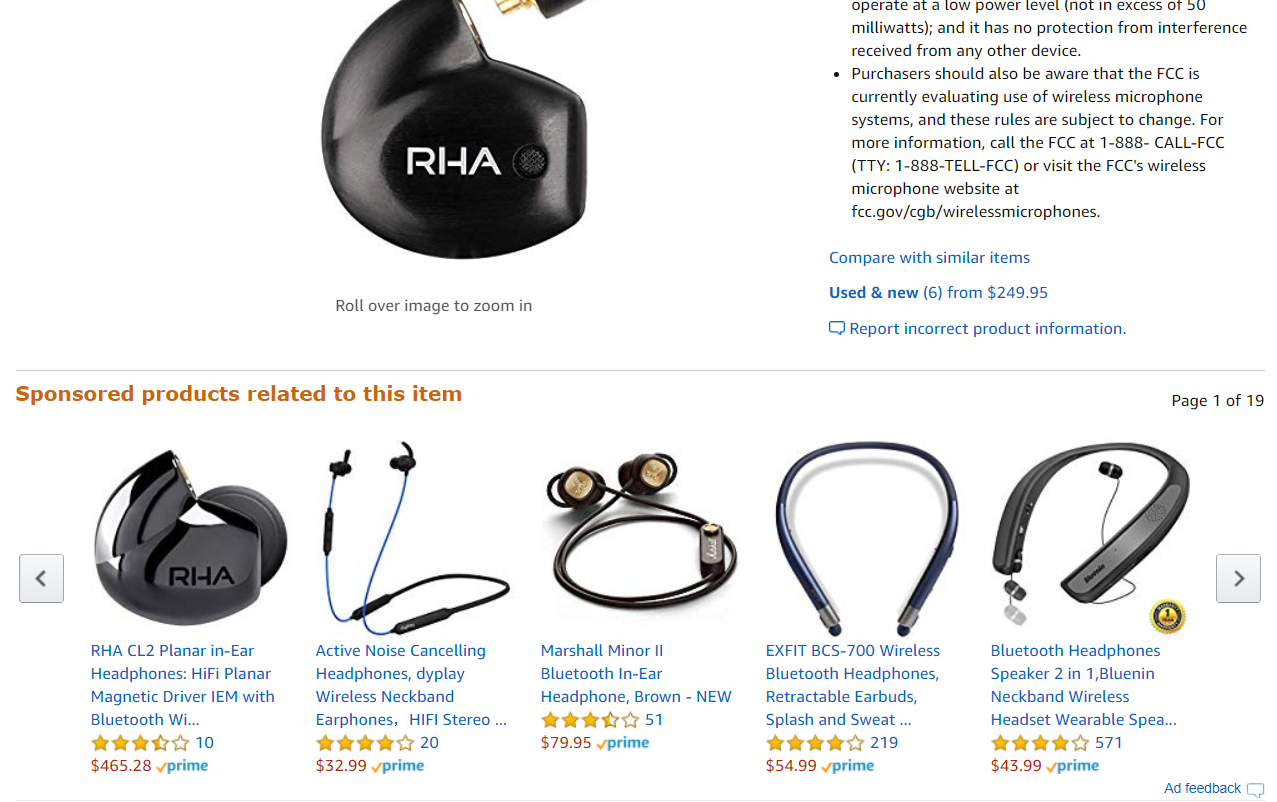 operate at a low power level (not in excess of 50
milliwatts); and it has no protection from interference
received from any other device.
• Purchasers should also be aware that the FCC is
currently evaluating use of wireless microphone
systems, and these rules are subject to change. For
more information, call the FCC at 1-888- CALL-FCC
(TTY: 1-888-TELL-FCC) or visit the FCC's wireless
microphone website at
fcc.gov/cgb/wirelessmicrophones.
RHA
Roll over image to zoom in
Compare with similar items
Used & new (6) from $249.95
Report incorrect product information.
Sponsored products related to this item
Page 1 of 19
RHA
RHA CL2 Planar in-Ear
Headphones: HiFi Planar
Magnetic Driver IEM with
Bluetooth Wi...
10
$465.28 prime
Active Noise Cancelling
Headphones, dyplay
Wireless Neckband
Earphones，HIFI Stereo ...
20
$32.99 prime
Marshall Minor II
Bluetooth In-Ear
Headphone, Brown - NEW
51
$79.95 prime
EXFIT BCS-700 Wireless
Bluetooth Headphones,
Retractable Earbuds,
Splash and Sweat ...
219
$54.99 prime
Bluenin
1
Bluetooth Headphones
Speaker 2 in 1,Bluenin
Neckband Wireless
Headset Wearable Spea...
571
$43.99 prime
Ad feedback